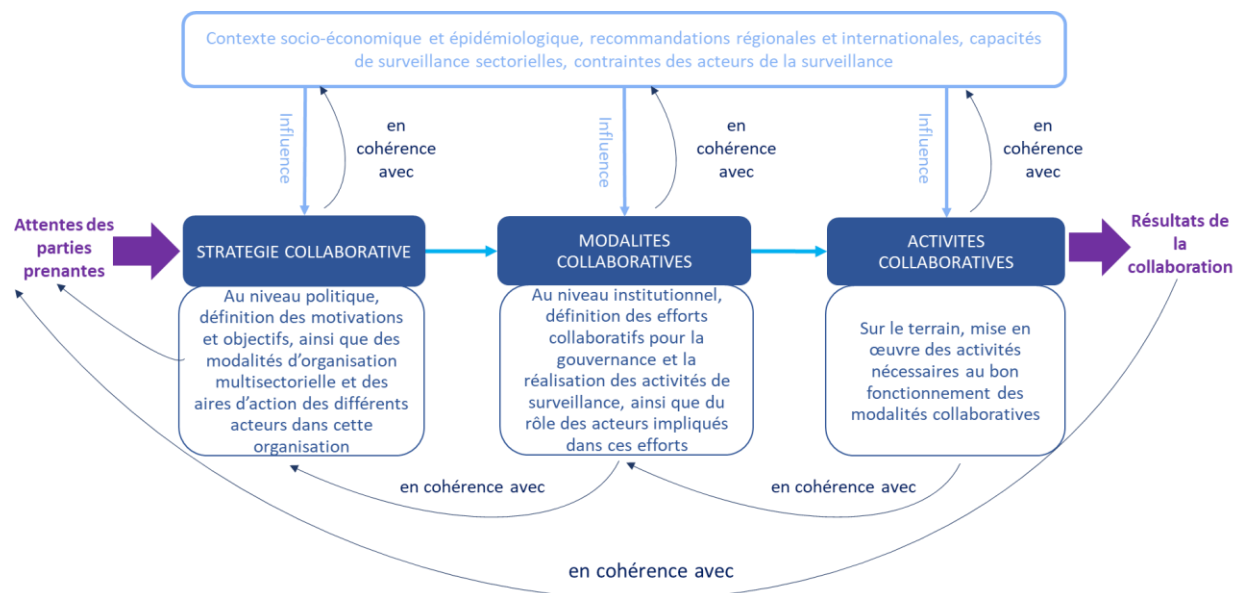 Contexte socio-économique et épidémiologique, recommandations régionales et internationales, capacités
de surveillance sectorielles, contraintes des acteurs de la surveillance
Influence
en
cohérence
avec
Influence
en
cohérence
avec
Influence
en
cohérence
avec
Attentes des
parties
prenantes
STRATEGIE COLLABORATIVE
MODALITES
COLLABORATIVES
ACTIVITES
COLLABORATIVES
Résultats de
la
collaboration
Au niveau politique,
définition des motivations
et objectifs, ainsi que des
modalités d’organisation
multisectorielle et des
aires d’action des différents
acteurs dans cette
organisation
Au niveau institutionnel,
définition des efforts
collaboratifs pour la
gouvernance et la
réalisation des activités de
surveillance, ainsi que du
rôle des acteurs impliqués
dans ces efforts
Sur le terrain, mise en
œuvre des activités
nécessaires au bon
fonctionnement des
modalités collaboratives
en cohérence avec
en cohérence avec
en cohérence avec